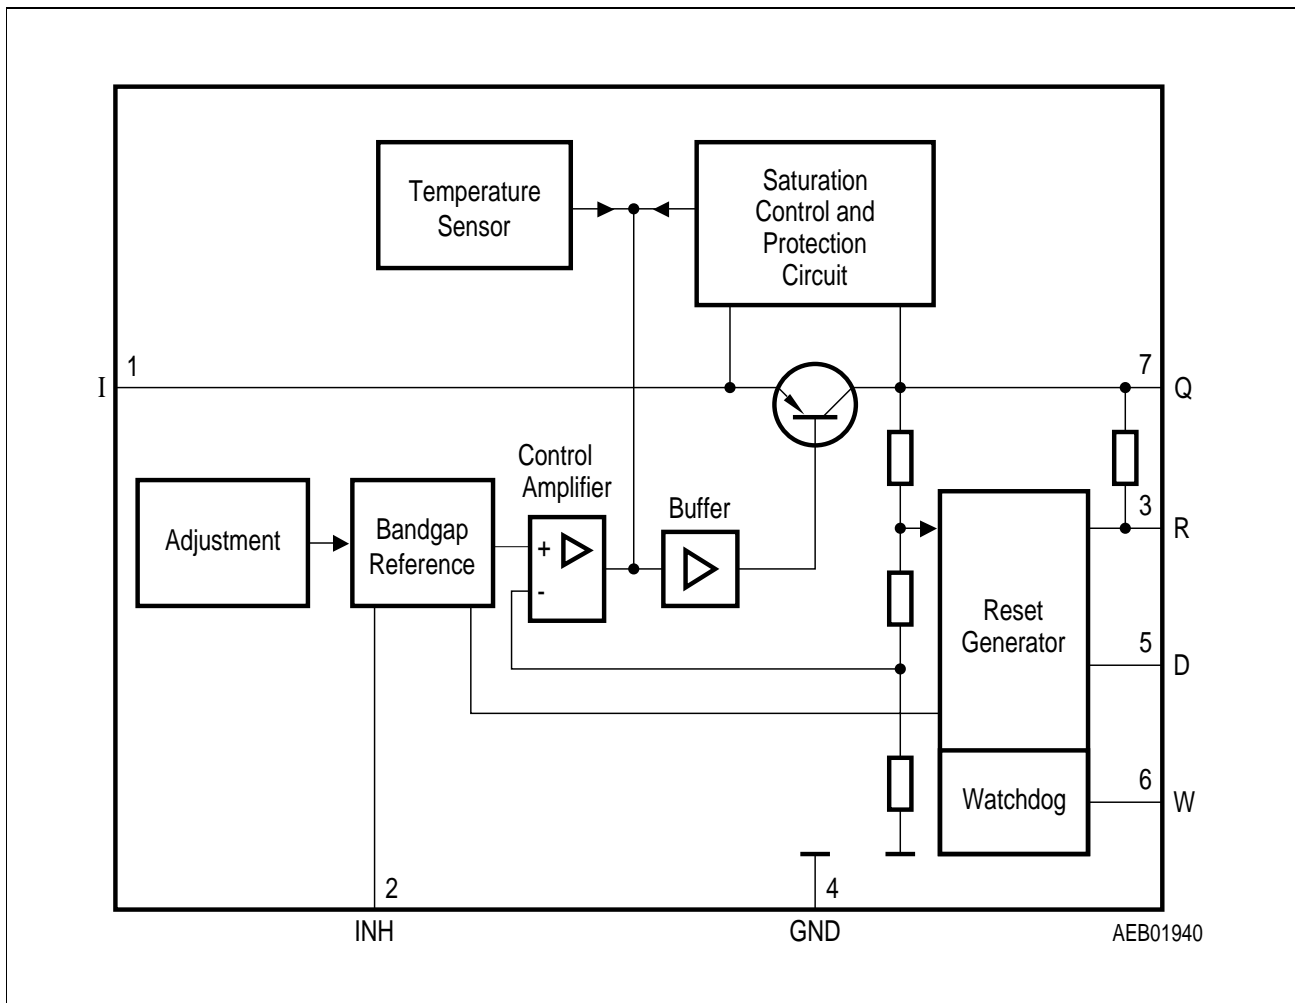 Temperature
Sensor
Saturation
Control and
Protection
Circuit
1
I
7
Q
Control
Amplifier
Buffer
Adjustment
Bandgap
Reference
+
-
3
R
Reset
Generator
5
D
Watchdog
6
W
2
4
INH
GND
AEB01940